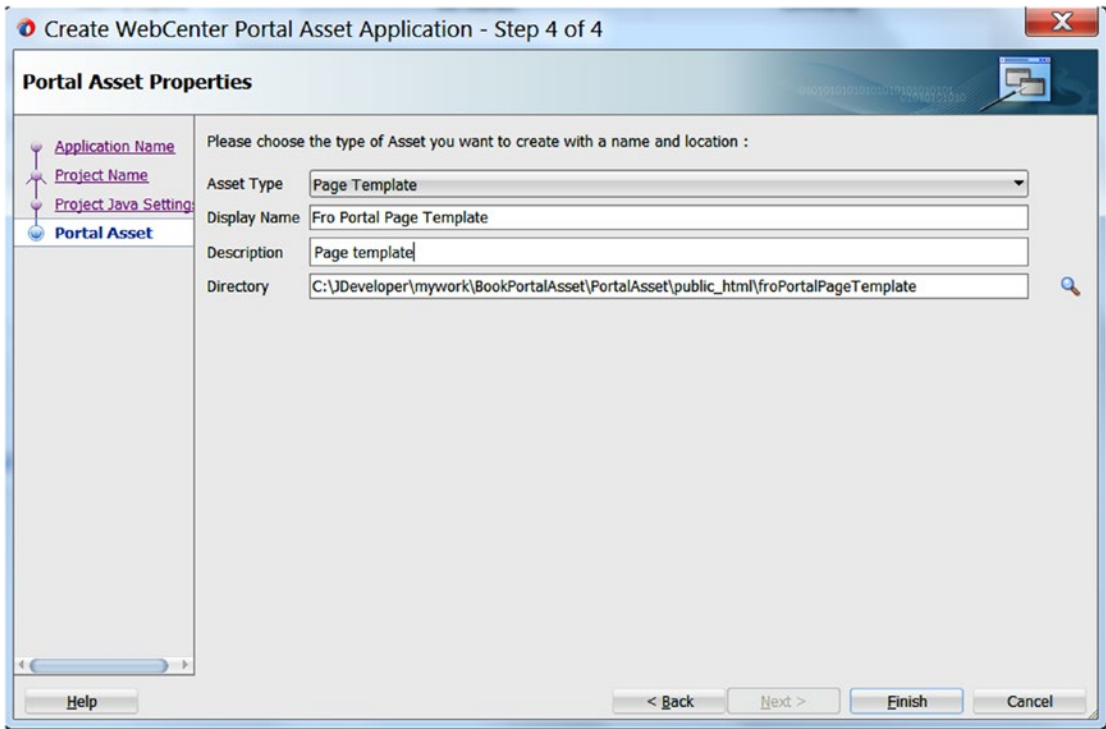 Create WebCenter Portal Asset Application - Step 4 of 4
X
Portal Asset Properties
Application Name
Project Name
Project Java Setting
Portal Asset
Please choose the type of Asset you want to create with a name and location :
Asset Type Page Template
Display Name Fro Portal Page Template
Description Page template
Directory C:\JDeveloper\mywork\BookPortalAsset\PortalAsset\public_html\froPortalPageTemplate
Help < Back Next > Finish Cancel